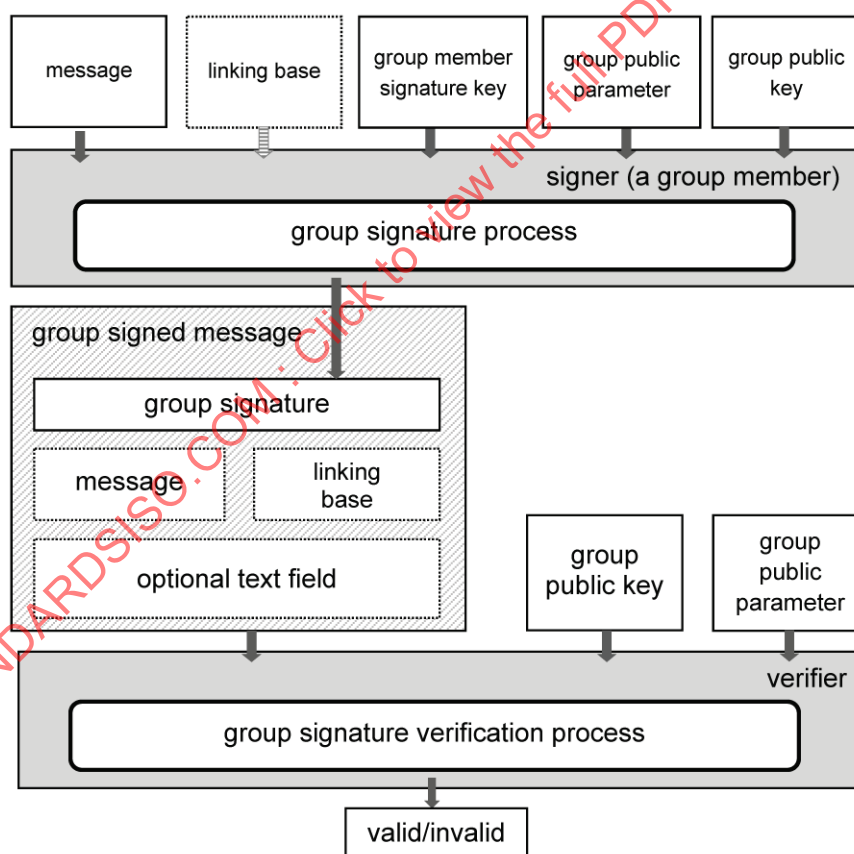 message
linking base
group member
signature key
group public
parameter
group public
key
signer (a group member)
group signature process
group signed message
group signature
message
linking
base
optional text field
group
public key
group
public
parameter
verifier
group signature verification process
valid/invalid
NDARDSISO.COM : Click to view the full PDF